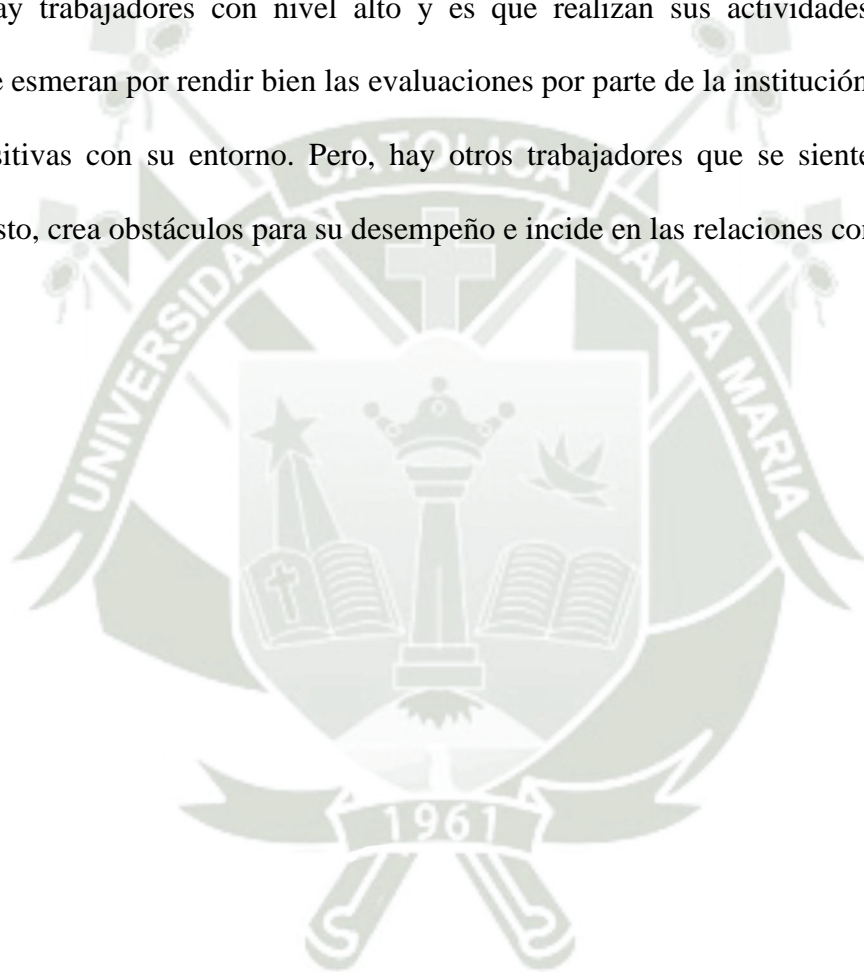 ay trabajadores con nivel alto y es que realizan sus actividades
e esmeran por rendir bien las evaluaciones por parte de la institución
sitivas con su entorno. Pero, hay otros trabajadores que se siente
sto, crea obstáculos para su desempeño e incide en las relaciones con
UNIVERSIDAD CATOLICA SANTA MARIA
1961